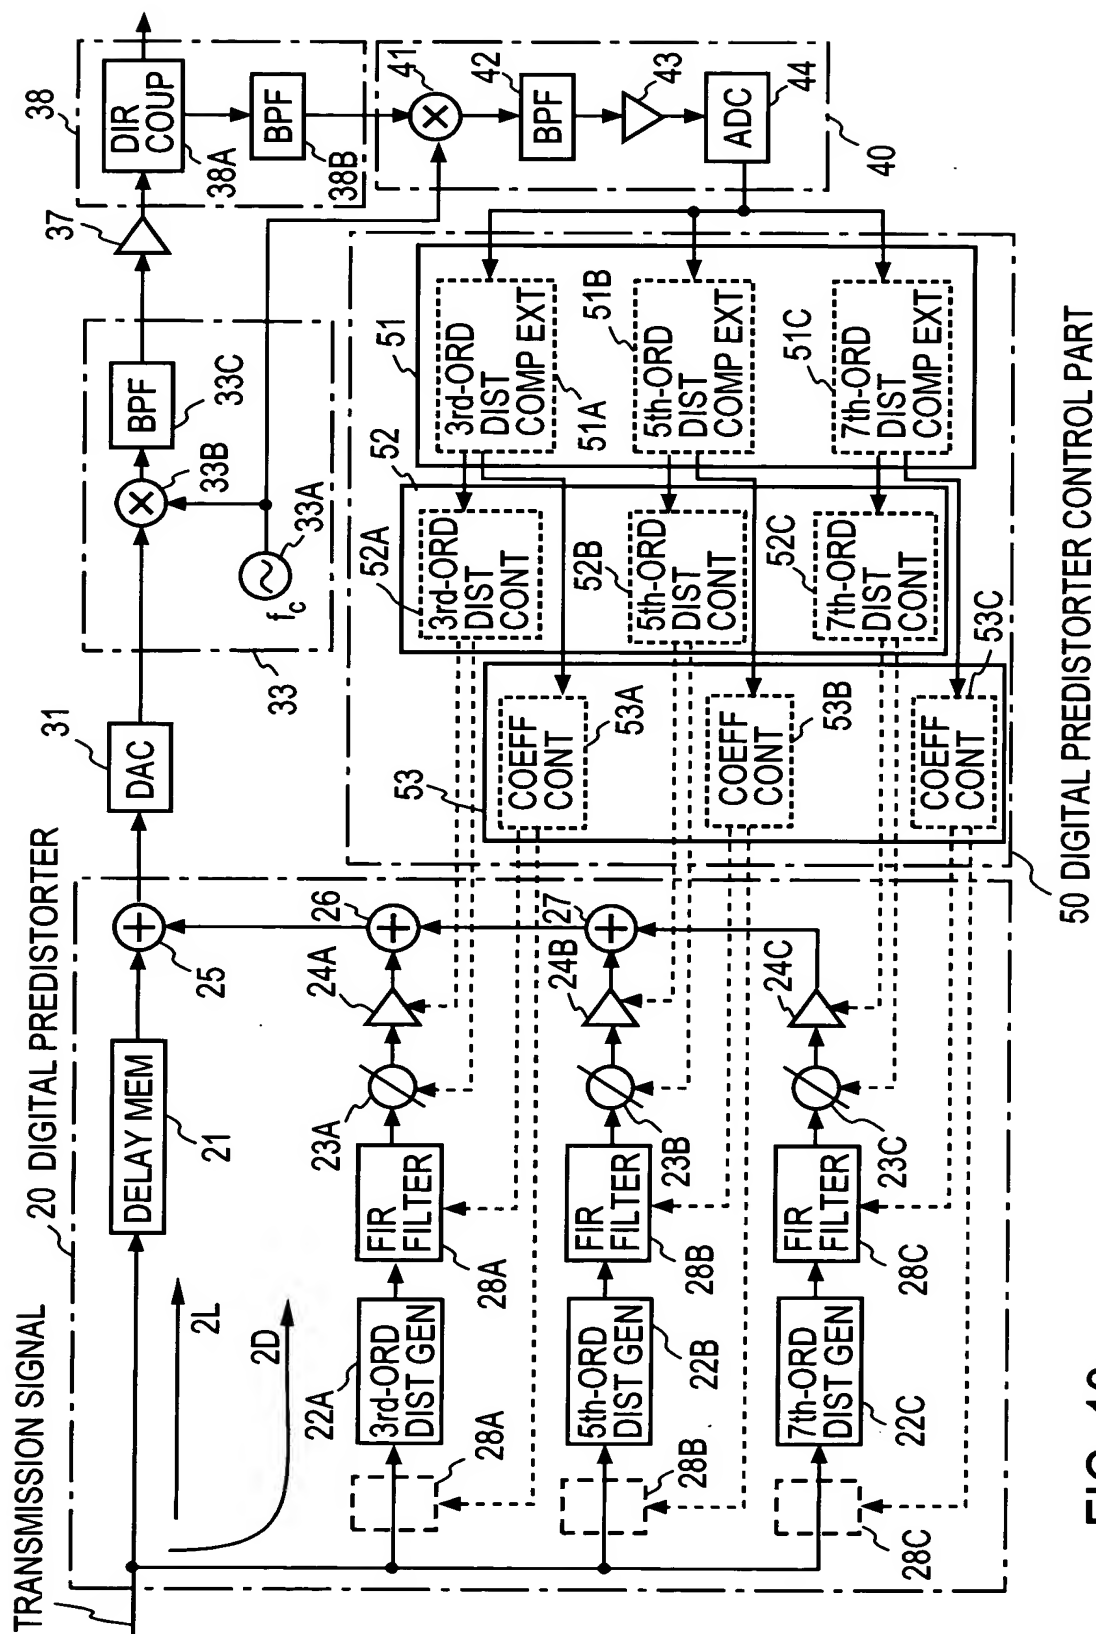 TRANSMISSION SIGNAL
20 DIGITAL PREDISTORTER
2L
2D
DELAY MEM
21
25
DAC
31
33
33A
fc
33B
BPF
33C
37
38
DIR
COUP
38A
BPF
38B
28A
3rd-ORD
DIST GEN
22A
FIR
FILTER
28A
23A
24A
26
28B
5th-ORD
DIST GEN
22B
FIR
FILTER
28B
23B
24B
27
28C
7th-ORD
DIST GEN
22C
FIR
FILTER
28C
23C
24C
53
COEFF
CONT
53A
COEFF
CONT
53B
COEFF
CONT
53C
52
52A
3rd-ORD
DIST
CONT
52B
5th-ORD
DIST
CONT
52C
7th-ORD
DIST
CONT
51
3rd-ORD
DIST
COMP EXT
51A
5th-ORD
DIST
COMP EXT
51B
7th-ORD
DIST
COMP EXT
51C
41
42
BPF
43
ADC
44
40
50 DIGITAL PREDISTORTER CONTROL PART